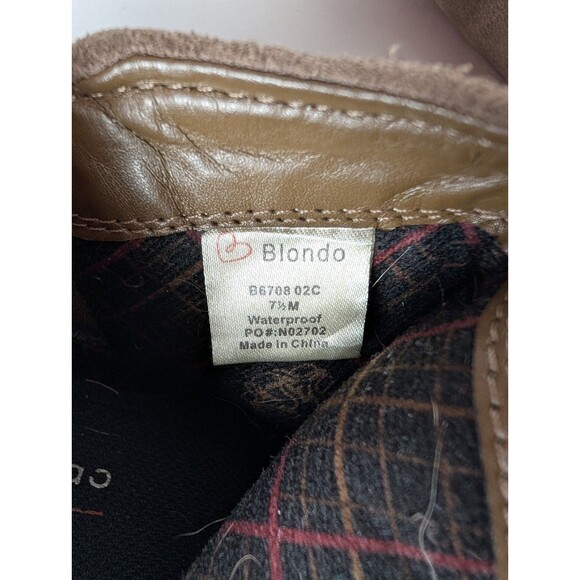 Blondo
B6708 02C
7½M
Waterproof
PO#:N02702
Made in China